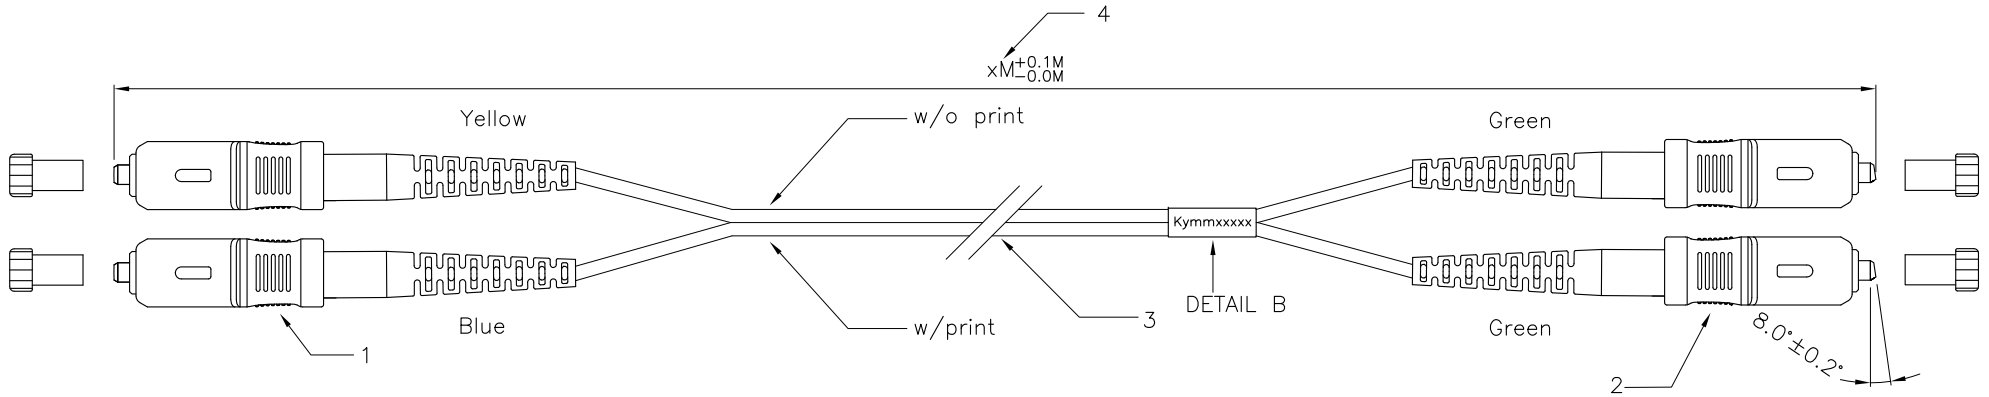 4
xM+0.1M
−0.0M
w/o print
Yellow
Green
Kymmxxxxx
DETAIL B
3
w/print
Blue
Green
1
8.0°±0.2°
2